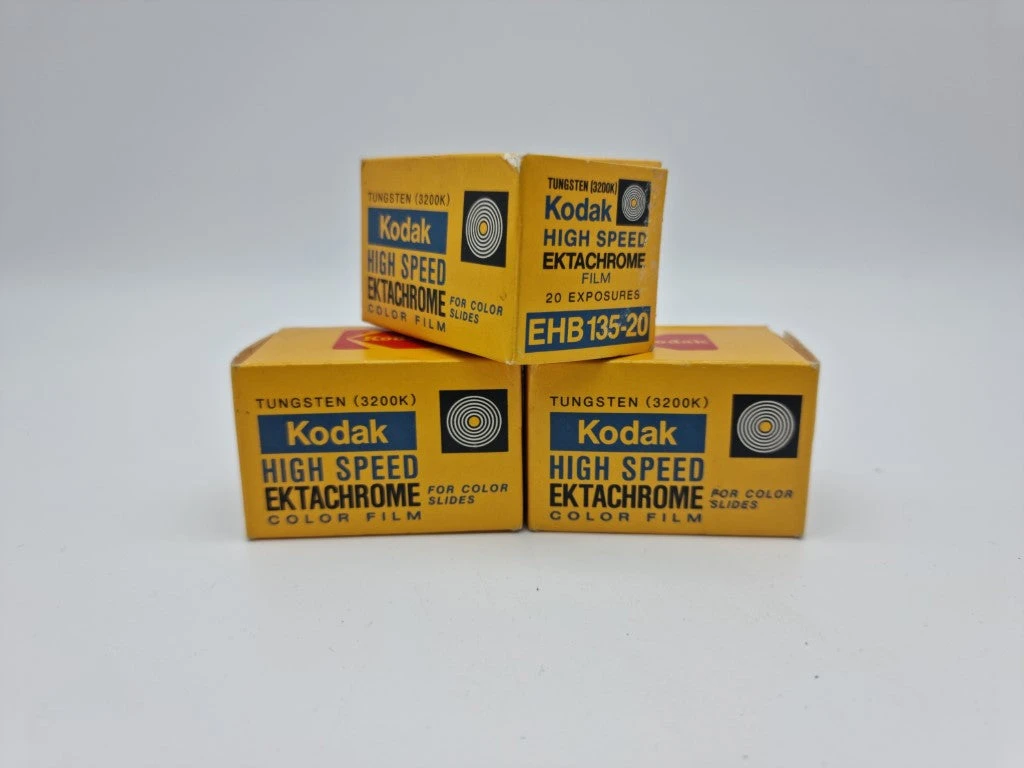 TUNGSTEN (3200K)
Kodak
HIGH SPEED
EKTACHROME
FOR COLOR
SLIDES
COLOR FILM
TUNGSTEN (3200K)
Kodak
HIGH SPEED
EKTACHROME
FILM
20 EXPOSURES
EHB 135-20
Kodak
Kodak
TUNGSTEN (3200K)
Kodak
HIGH SPEED
EKTACHROME
FOR COLOR
SLIDES
COLOR FILM
TUNGSTEN (3200K)
Kodak
HIGH SPEED
EKTACHROME
FOR COLOR
SLIDES
COLOR FILM